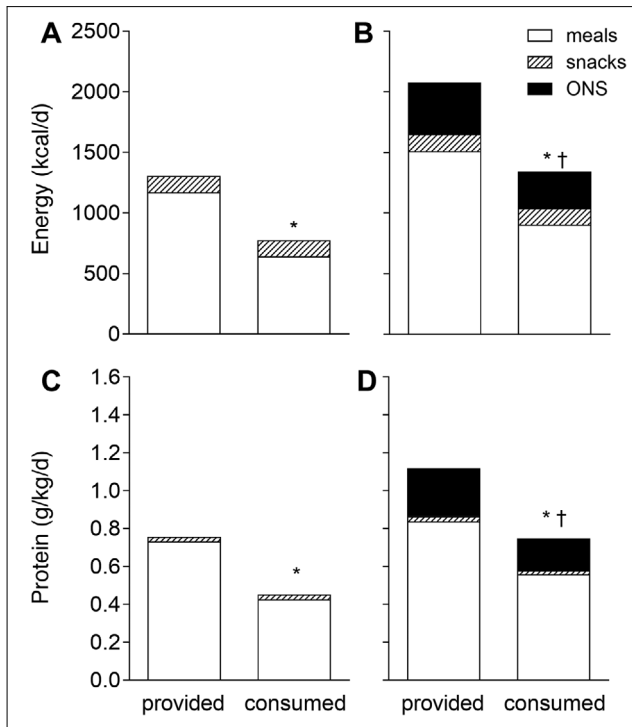 A
B
2500
2000
1500
1000
500
0
Energy (kcal/d)
meals
snacks
ONS
*
* †
C
D
1.6
1.4
1.2
1.0
0.8
0.6
0.4
0.2
0.0
Protein (g/kg/d)
*
* †
provided consumed
provided consumed